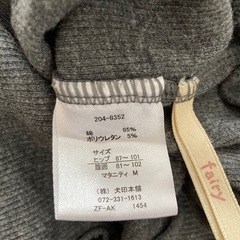 204-8352
綿 95%
ポリウレタン 5%
サイズ
ヒップ 87～101
腹囲 81～102
マタニティ M
(株) 犬印本舗
072-331-1613
ZF-AK 1454
fairy